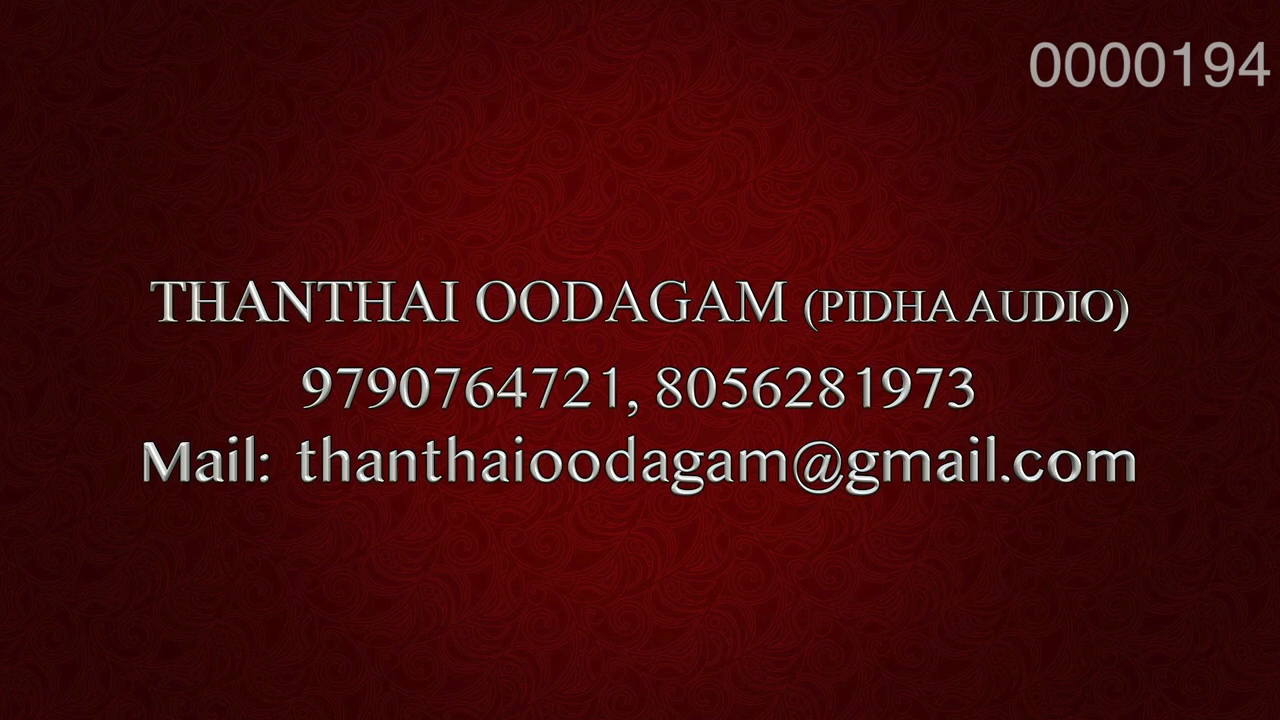 0000194
THANTHAI OODAGAM (PIDHA AUDIO)
9790764721, 8056281973
Mail: thanthaioodagam@gmail.com